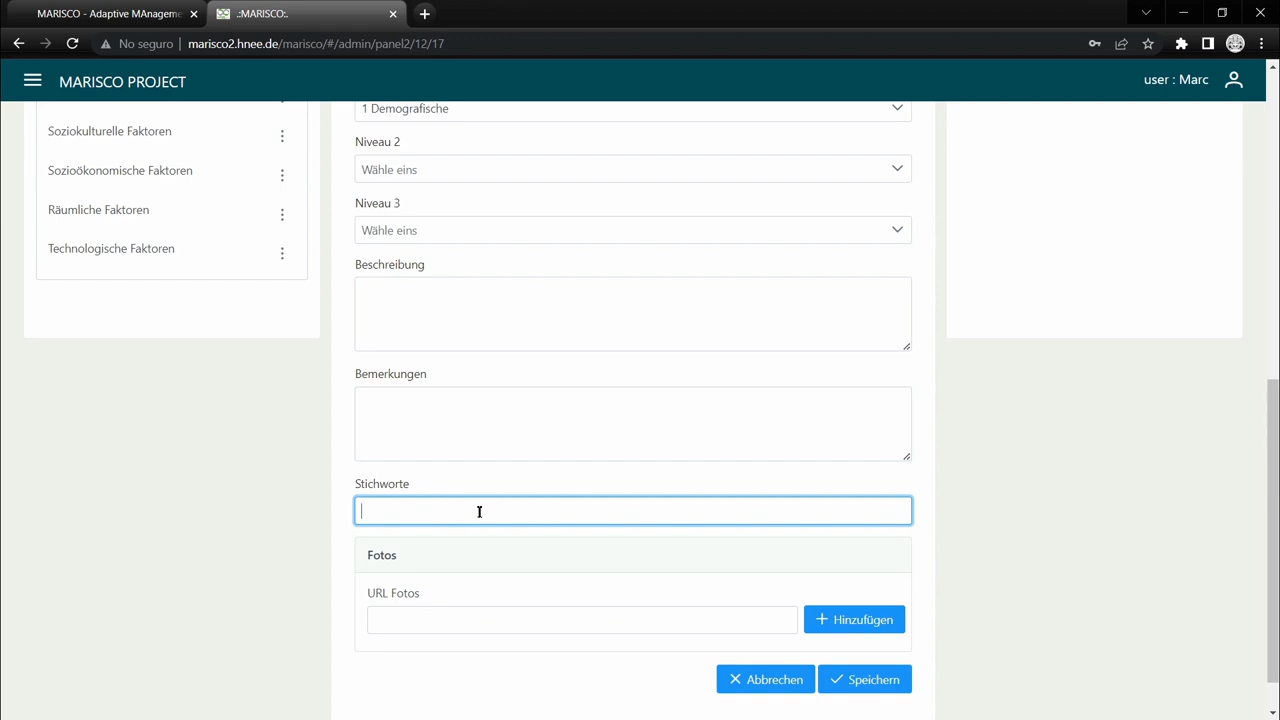 MARISCO - Adaptive MAnageme
.:MARISCO:.
No seguro
marisco2.hnee.de/marisco/#/admin/panel2/12/17
MARISCO PROJECT
user : Marc
Soziokulturelle Faktoren
Sozioökonomische Faktoren
Räumliche Faktoren
Technologische Faktoren
1 Demografische
Niveau 2
Wähle eins
Niveau 3
Wähle eins
Beschreibung
Bemerkungen
Stichworte
Fotos
URL Fotos
Hinzufügen
Abbrechen
Speichern